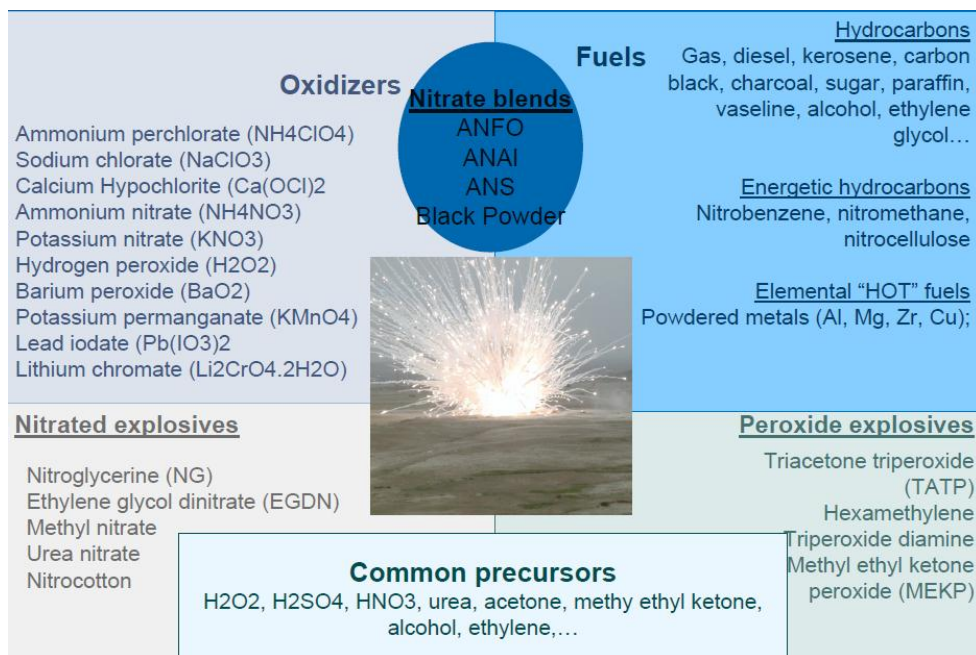 Oxidizers
Ammonium perchlorate (NH4ClO4)
Sodium chlorate (NaClO3)
Calcium Hypochlorite (Ca(OCl)2
Ammonium nitrate (NH4NO3)
Potassium nitrate (KNO3)
Hydrogen peroxide (H2O2)
Barium peroxide (BaO2)
Potassium permanganate (KMnO4)
Lead iodate (Pb(IO3)2
Lithium chromate (Li2CrO4.2H2O)
Nitrate blends
ANFO
ANAl
ANS
Black Powder
Fuels
Hydrocarbons
Gas, diesel, kerosene, carbon
black, charcoal, sugar, paraffin,
vaseline, alcohol, ethylene
glycol…
Energetic hydrocarbons
Nitrobenzene, nitromethane,
nitrocellulose
Elemental “HOT” fuels
Powdered metals (Al, Mg, Zr, Cu);
Nitrated explosives
Nitroglycerine (NG)
Ethylene glycol dinitrate (EGDN)
Methyl nitrate
Urea nitrate
Nitrocotton
Peroxide explosives
Triacetone triperoxide
(TATP)
Hexamethylene
Triperoxide diamine
Methyl ethyl ketone
peroxide (MEKP)
Common precursors
H2O2, H2SO4, HNO3, urea, acetone, methy ethyl ketone,
alcohol, ethylene,…